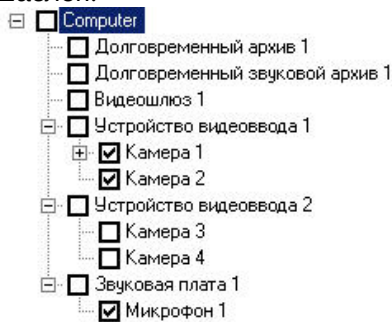 Computer
Долговременный архив 1
Долговременный звуковой архив 1
Видеошлюз 1
Устройство видеоввода 1
Камера 1
Камера 2
Устройство видеоввода 2
Камера 3
Камера 4
Звуковая плата 1
Микрофон 1